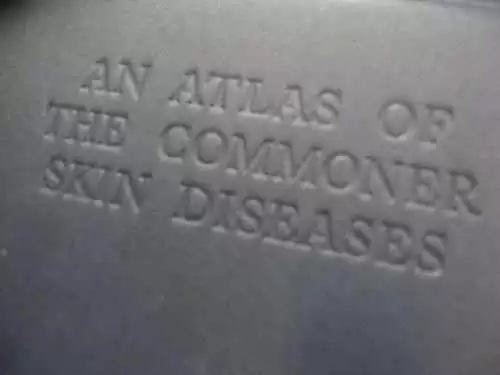 AN ATLAS OF
THE COMMONER
SKIN DISEASES